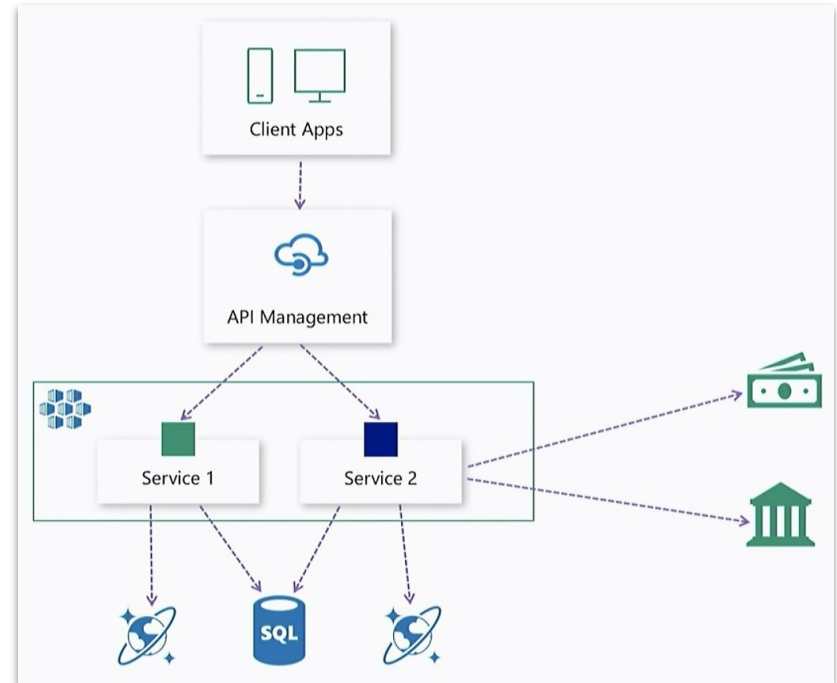 Client Apps
API Management
Service 1
Service 2
SQL